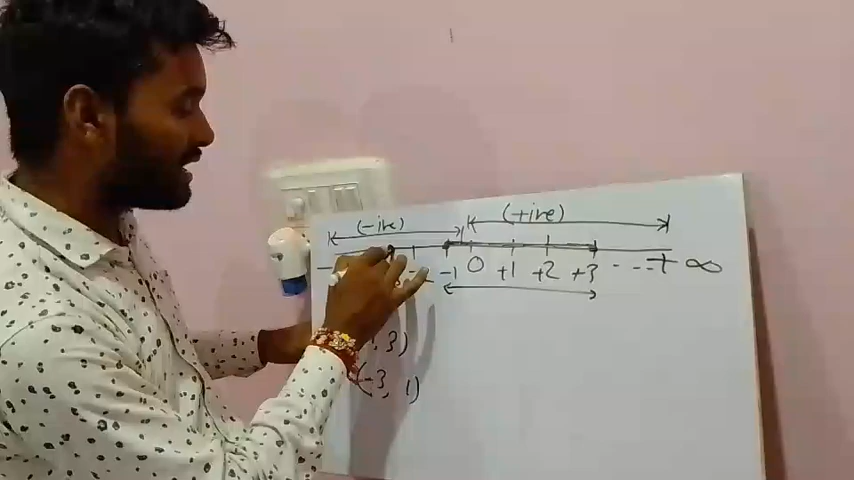 (-ive) (+ive)
-1 0 +1 +2 +3 - - - + ∞
, 3)
(-3, 1)